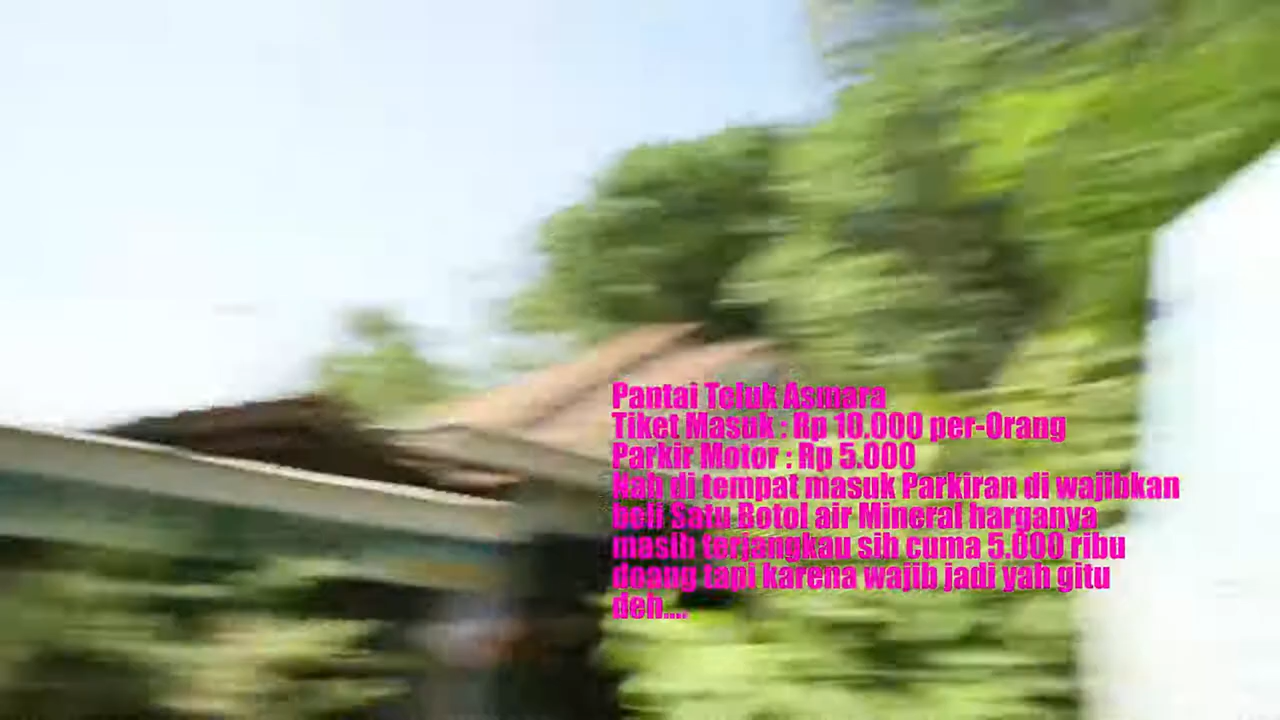 Pantai Teluk Asmara
Tiket Masuk : Rp 10.000 per-Orang
Parkir Motor : Rp 5.000
Nah di tempat masuk Parkiran di wajibkan
beli Satu Botol air Mineral harganya
masih terjangkau sih cuma 5.000 ribu
doang tapi karena wajib jadi yah gitu
deh....